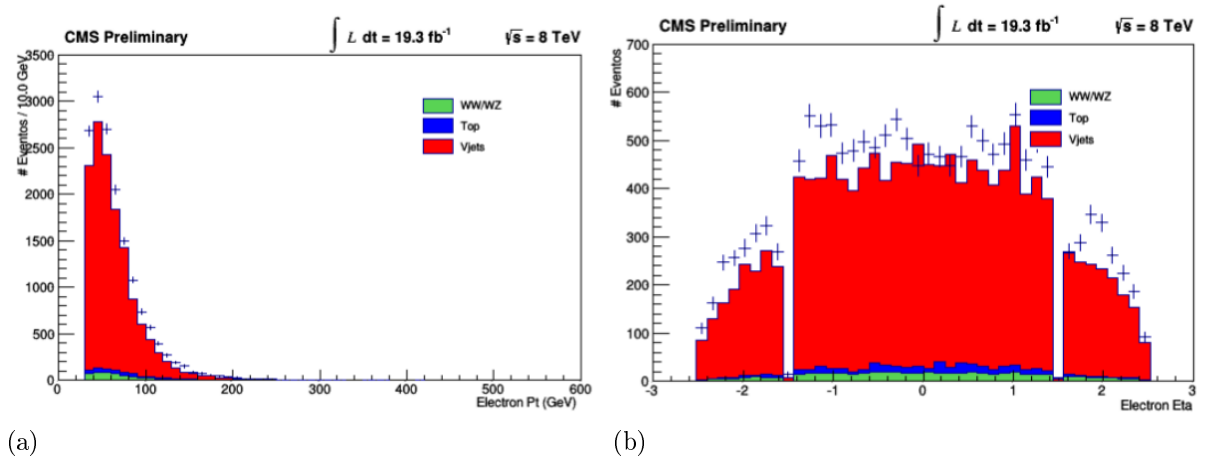 CMS Preliminary ∫ L dt = 19.3 fb⁻¹ √s = 8 TeV
# Eventos / 10.0 GeV
3500
3000
2500
2000
1500
1000
500
0
WW/WZ
Top
Vjets
0 100 200 300 400 500 600
Electron Pt (GeV)
(a)
CMS Preliminary ∫ L dt = 19.3 fb⁻¹ √s = 8 TeV
# Eventos
700
600
500
400
300
200
100
0
WW/WZ
Top
Vjets
-3 -2 -1 0 1 2 3
Electron Eta
(b)